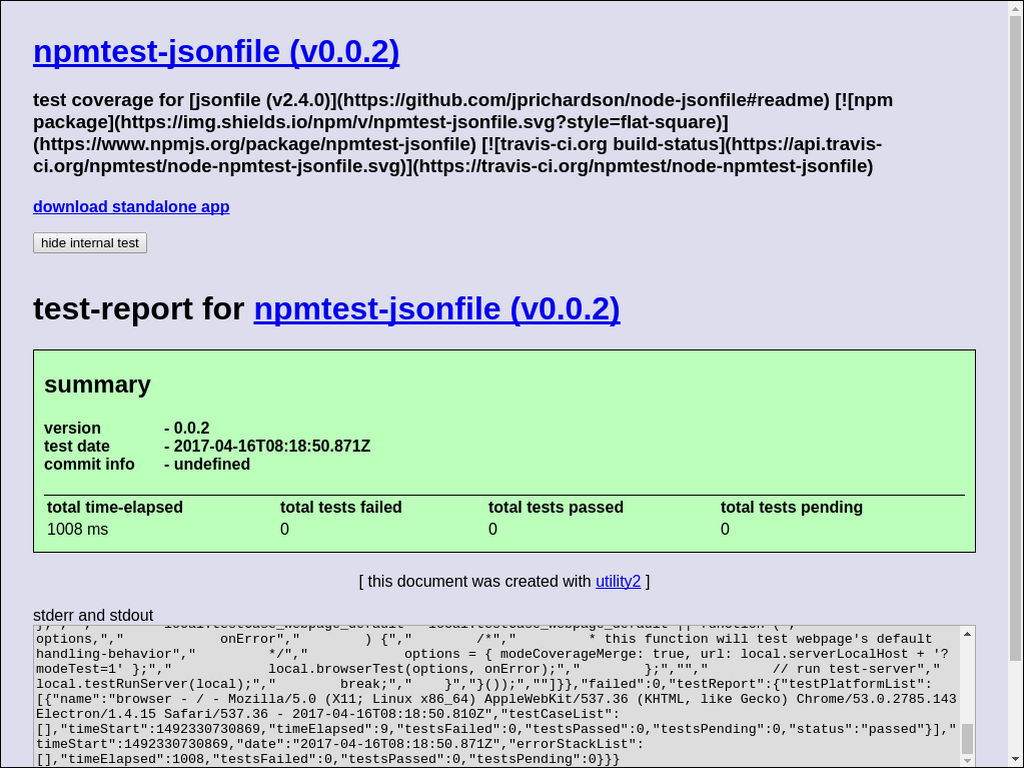 npmtest-jsonfile (v0.0.2)
test coverage for [jsonfile (v2.4.0)](https://github.com/jprichardson/node-jsonfile#readme) [![npm
package](https://img.shields.io/npm/v/npmtest-jsonfile.svg?style=flat-square)]
(https://www.npmjs.org/package/npmtest-jsonfile) [![travis-ci.org build-status](https://api.travis-
ci.org/npmtest/node-npmtest-jsonfile.svg)](https://travis-ci.org/npmtest/node-npmtest-jsonfile)
download standalone app
hide internal test
test-report for npmtest-jsonfile (v0.0.2)
summary
version - 0.0.2
test date - 2017-04-16T08:18:50.871Z
commit info - undefined
total time-elapsed total tests failed total tests passed total tests pending
1008 ms 0 0 0
[ this document was created with utility2 ]
stderr and stdout
options,","            onError","        ) {","        /*","         * this function will test webpage's default
handling-behavior","         */","            options = { modeCoverageMerge: true, url: local.serverLocalHost + '?
modeTest=1' };","            local.browserTest(options, onError);","        };","","        // run test-server","
local.testRunServer(local);","        break;","    }","}());",""]}},"failed":0,"testReport":{"testPlatformList":
[{"name":"browser - / - Mozilla/5.0 (X11; Linux x86_64) AppleWebKit/537.36 (KHTML, like Gecko) Chrome/53.0.2785.143
Electron/1.4.15 Safari/537.36 - 2017-04-16T08:18:50.810Z","testCaseList":
[],"timeStart":1492330730869,"timeElapsed":9,"testsFailed":0,"testsPassed":0,"testsPending":0,"status":"passed"}],"
timeStart":1492330730869,"date":"2017-04-16T08:18:50.871Z","errorStackList":
[],"timeElapsed":1008,"testsFailed":0,"testsPassed":0,"testsPending":0}}}